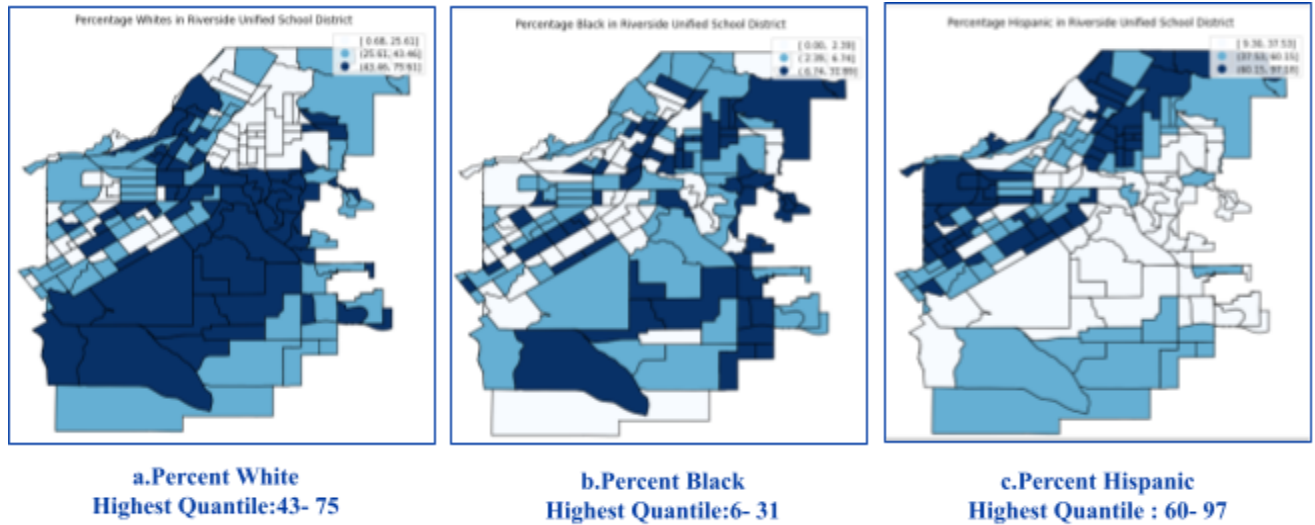 Percentage Whites in Riverside Unified School District
[ 0.68, 25.61]
(25.61, 43.46]
(43.46, 75.91]
Percentage Black in Riverside Unified School District
[ 0.00, 2.39]
(2.39, 6.74]
(6.74, 31.89]
Percentage Hispanic in Riverside Unified School District
[ 9.36, 37.53]
(37.53, 60.15]
(60.15, 97.18]
a.Percent White
Highest Quantile:43- 75
b.Percent Black
Highest Quantile:6- 31
c.Percent Hispanic
Highest Quantile : 60- 97